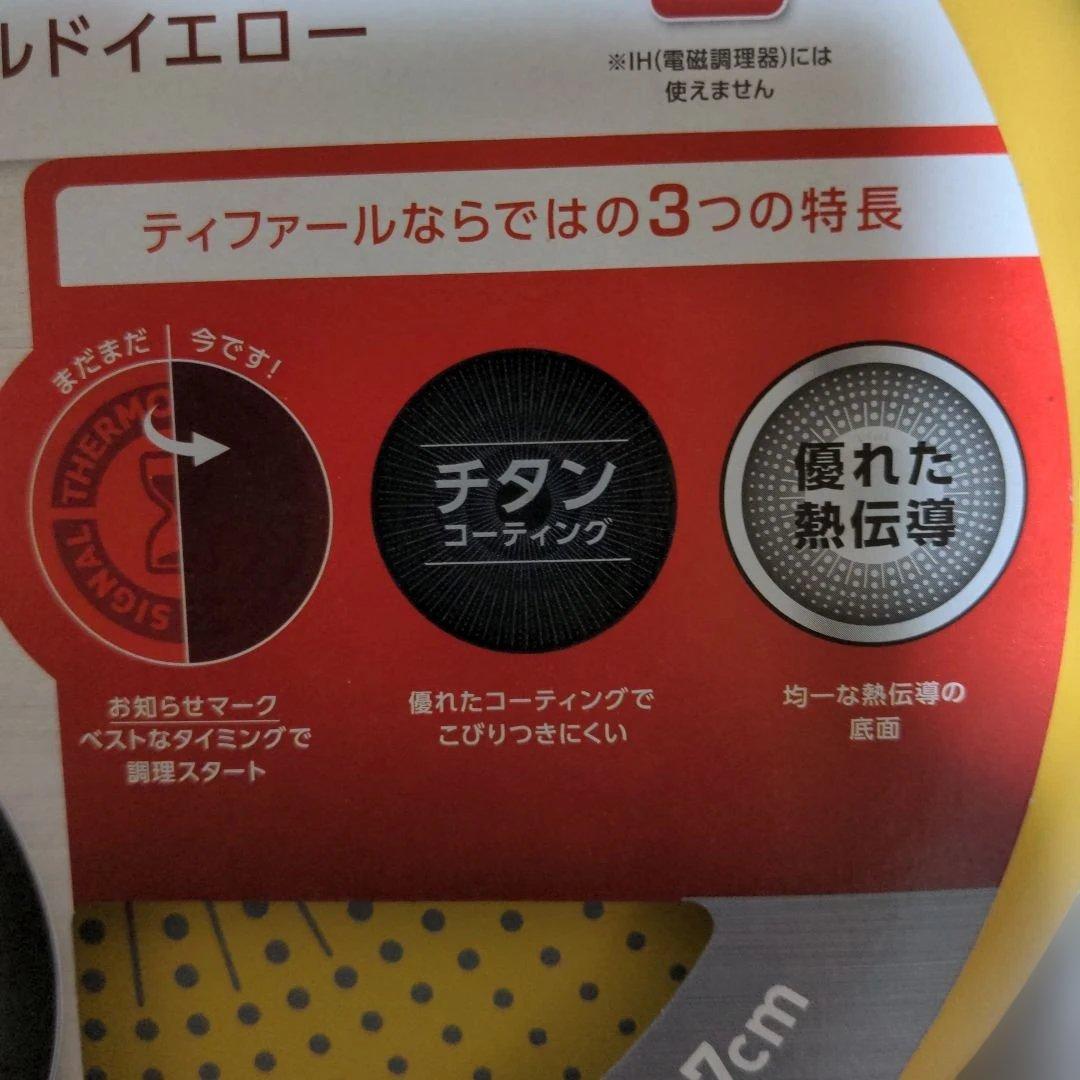 ルドイエロー
※IH(電磁調理器)には
使えません
ティファールならではの3つの特長
まだまだ
今です!
THERMO
SIGNAL
チタン
コーティング
優れた
熱伝導
お知らせマーク
ベストなタイミングで
調理スタート
優れたコーティングで
こびりつきにくい
均一な熱伝導の
底面
7cm